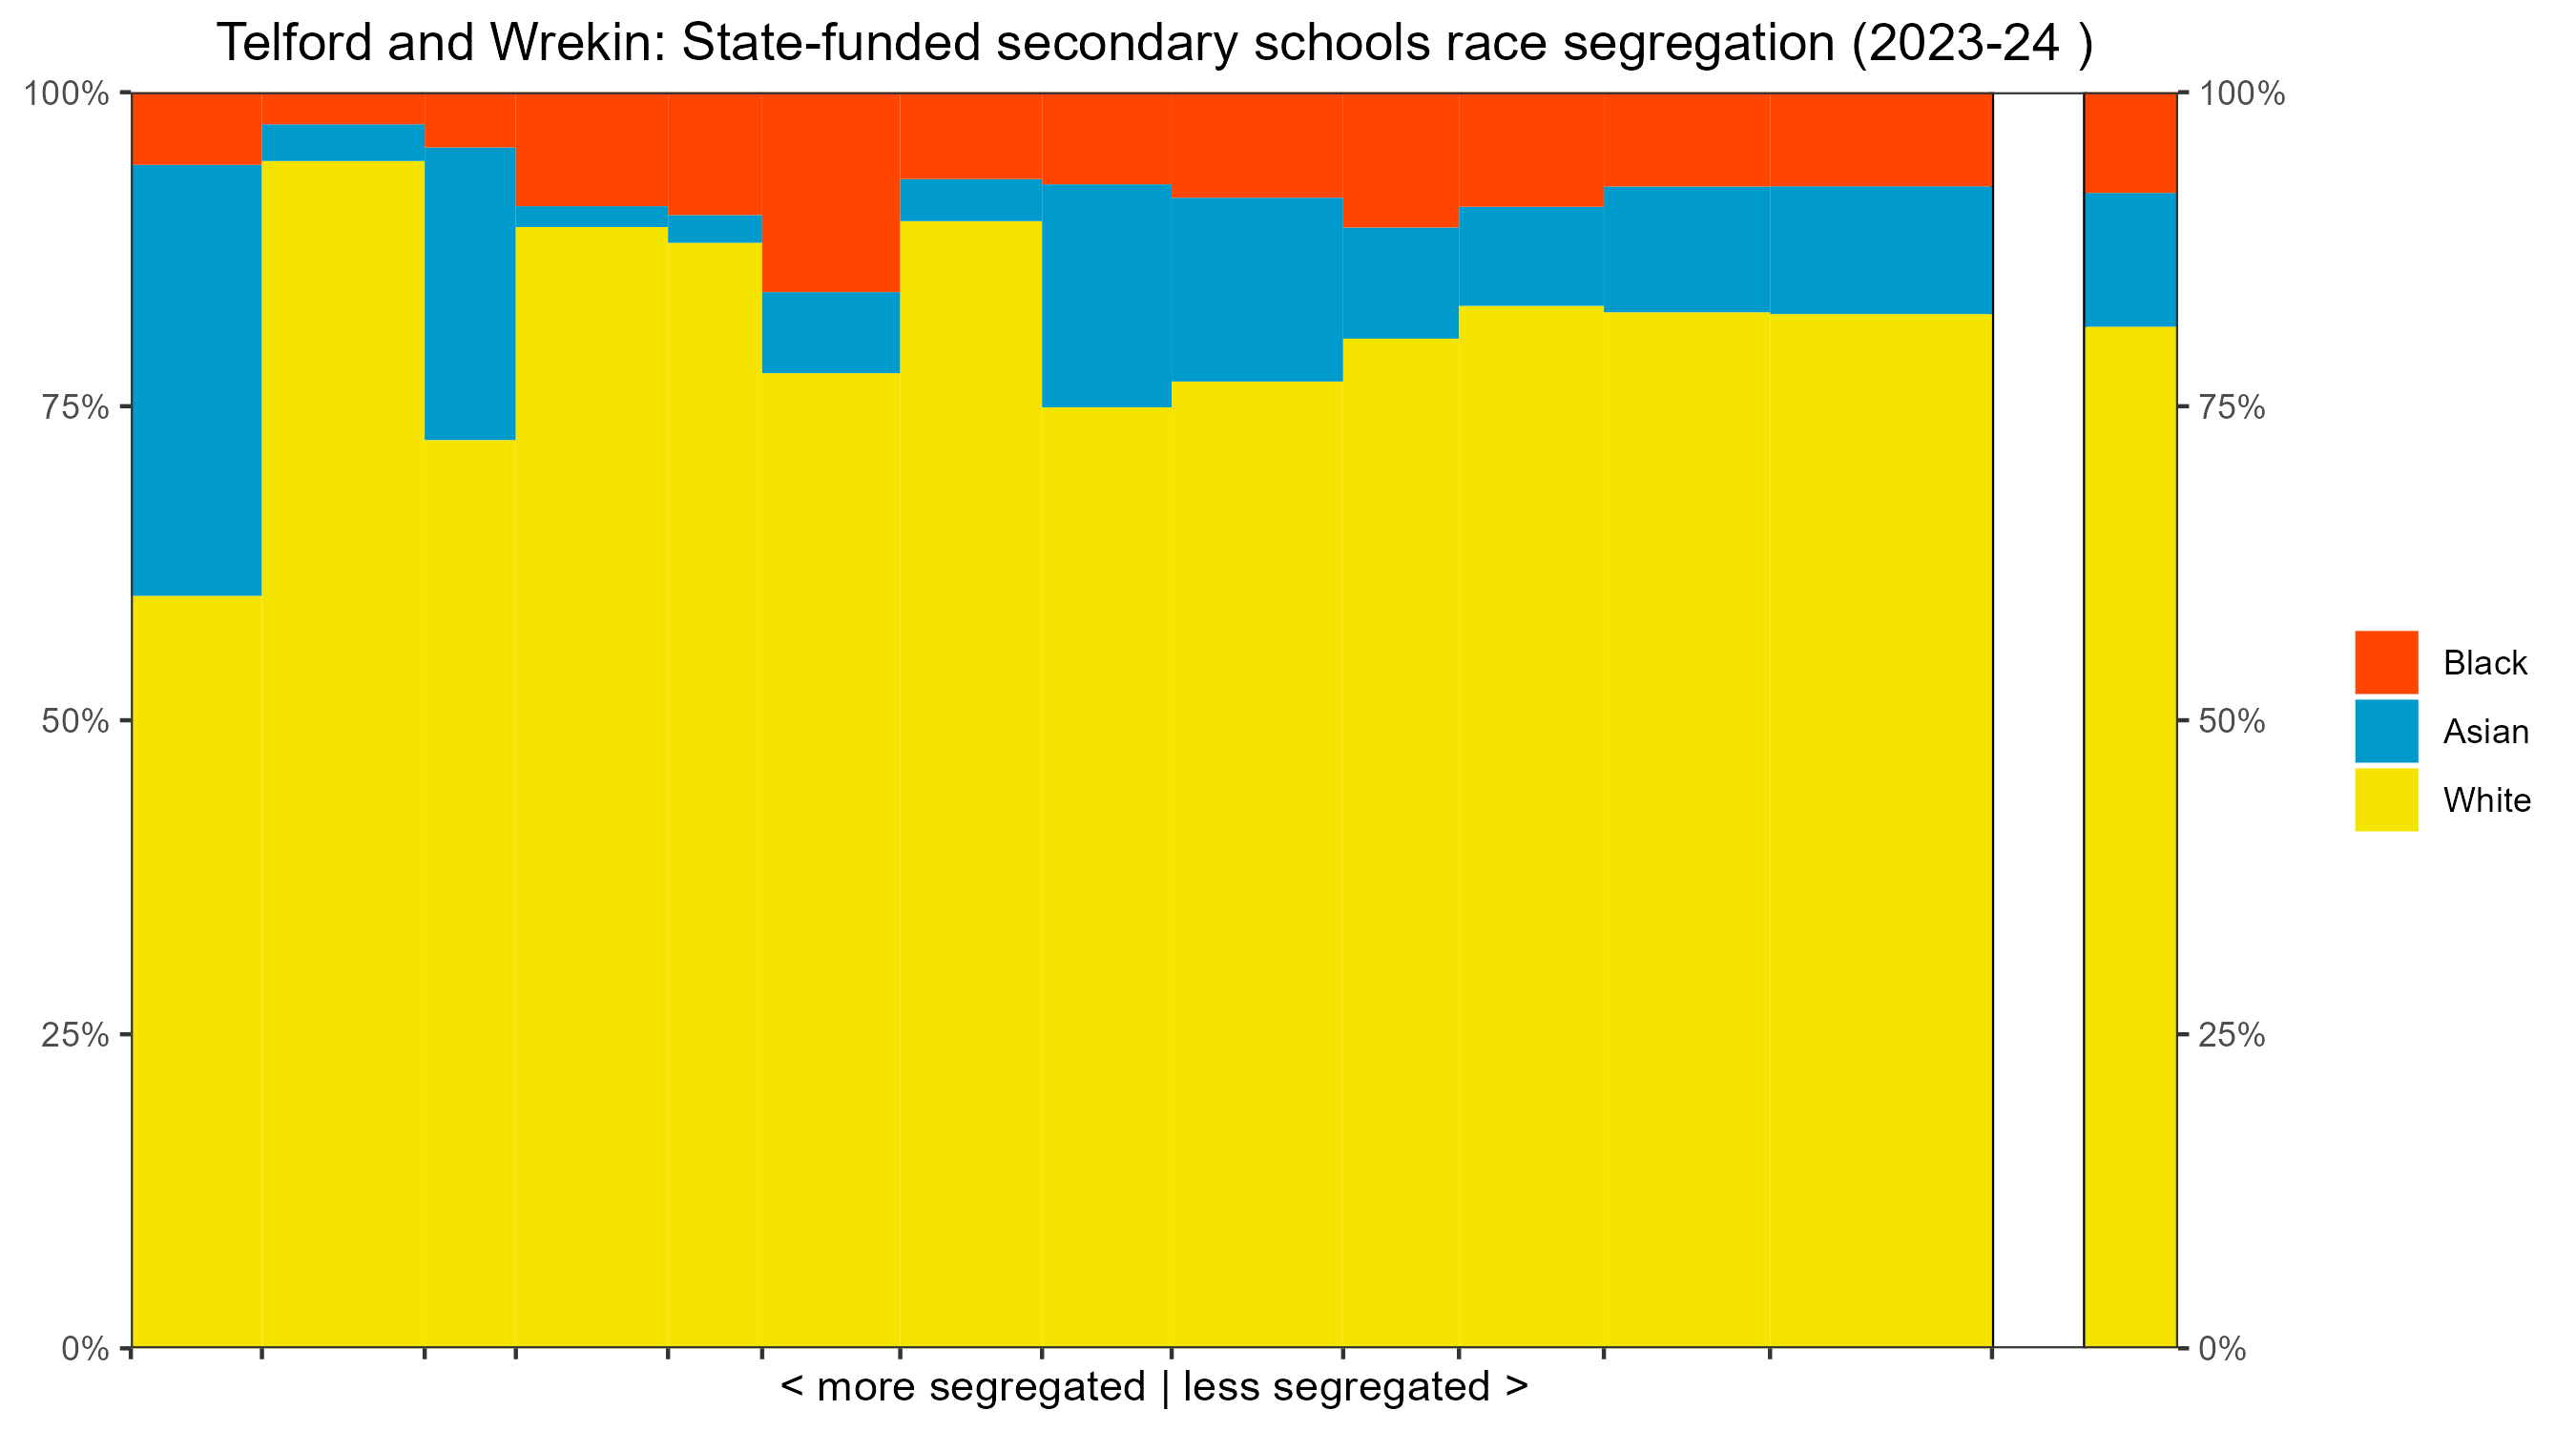 Telford and Wrekin: State-funded secondary schools race segregation (2023-24 )
100%
75%
50%
25%
0%
100%
75%
50%
25%
0%
Black
Asian
White
< more segregated | less segregated >